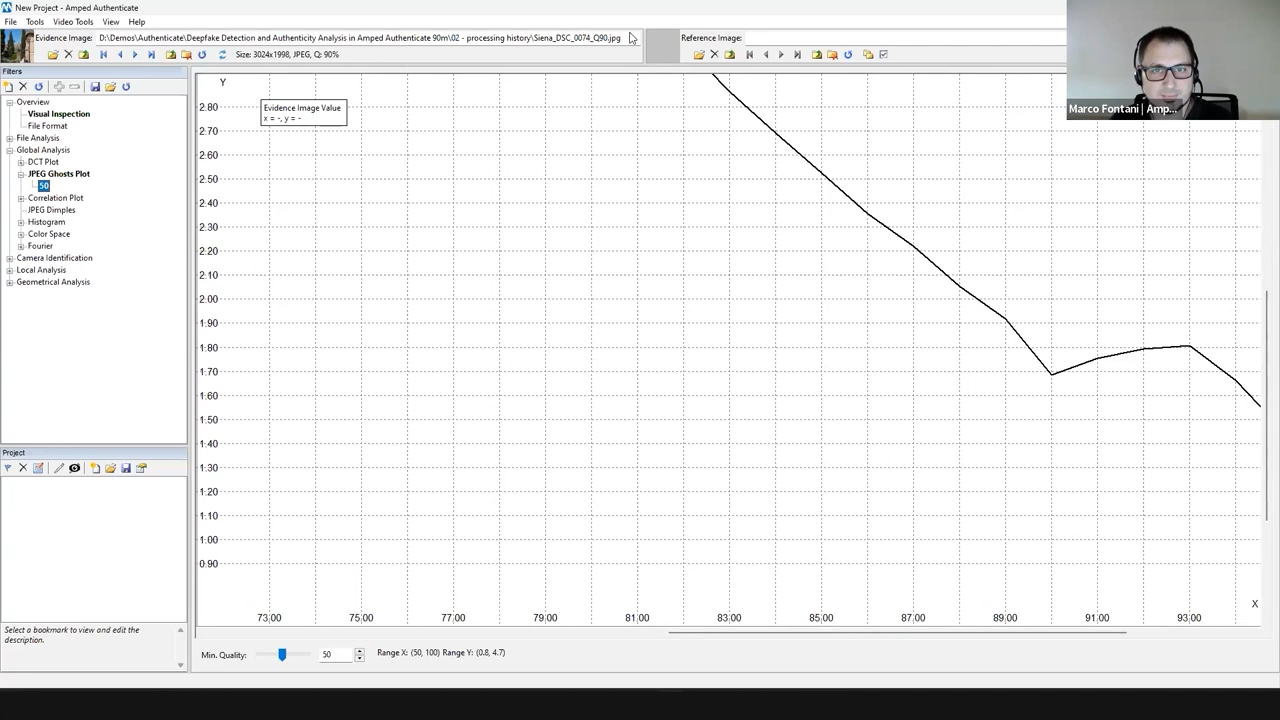 New Project - Amped Authenticate
File Tools Video Tools View Help
Evidence Image: D:\Demos\Authenticate\Deepfake Detection and Authenticity Analysis in Amped Authenticate 90m\02 - processing history\Siena_DSC_0074_Q90.jpg
Reference Image:
Size: 3024x1998, JPEG, Q: 90%
Filters
Overview
Visual Inspection
File Format
File Analysis
Global Analysis
DCT Plot
JPEG Ghosts Plot
50
Correlation Plot
JPEG Dimples
Histogram
Color Space
Fourier
Camera Identification
Local Analysis
Geometrical Analysis
Project
Select a bookmark to view and edit the
description.
Y
Evidence Image Value
x = -, y = -
2.80
2.70
2.60
2.50
2.40
2.30
2.20
2.10
2.00
1.90
1.80
1.70
1.60
1.50
1.40
1.30
1.20
1.10
1.00
0.90
X
73.00 75.00 77.00 79.00 81.00 83.00 85.00 87.00 89.00 91.00 93.00
Min. Quality: 50 Range X: (50, 100) Range Y: (0.8, 4.7)
Marco Fontani | Amp...